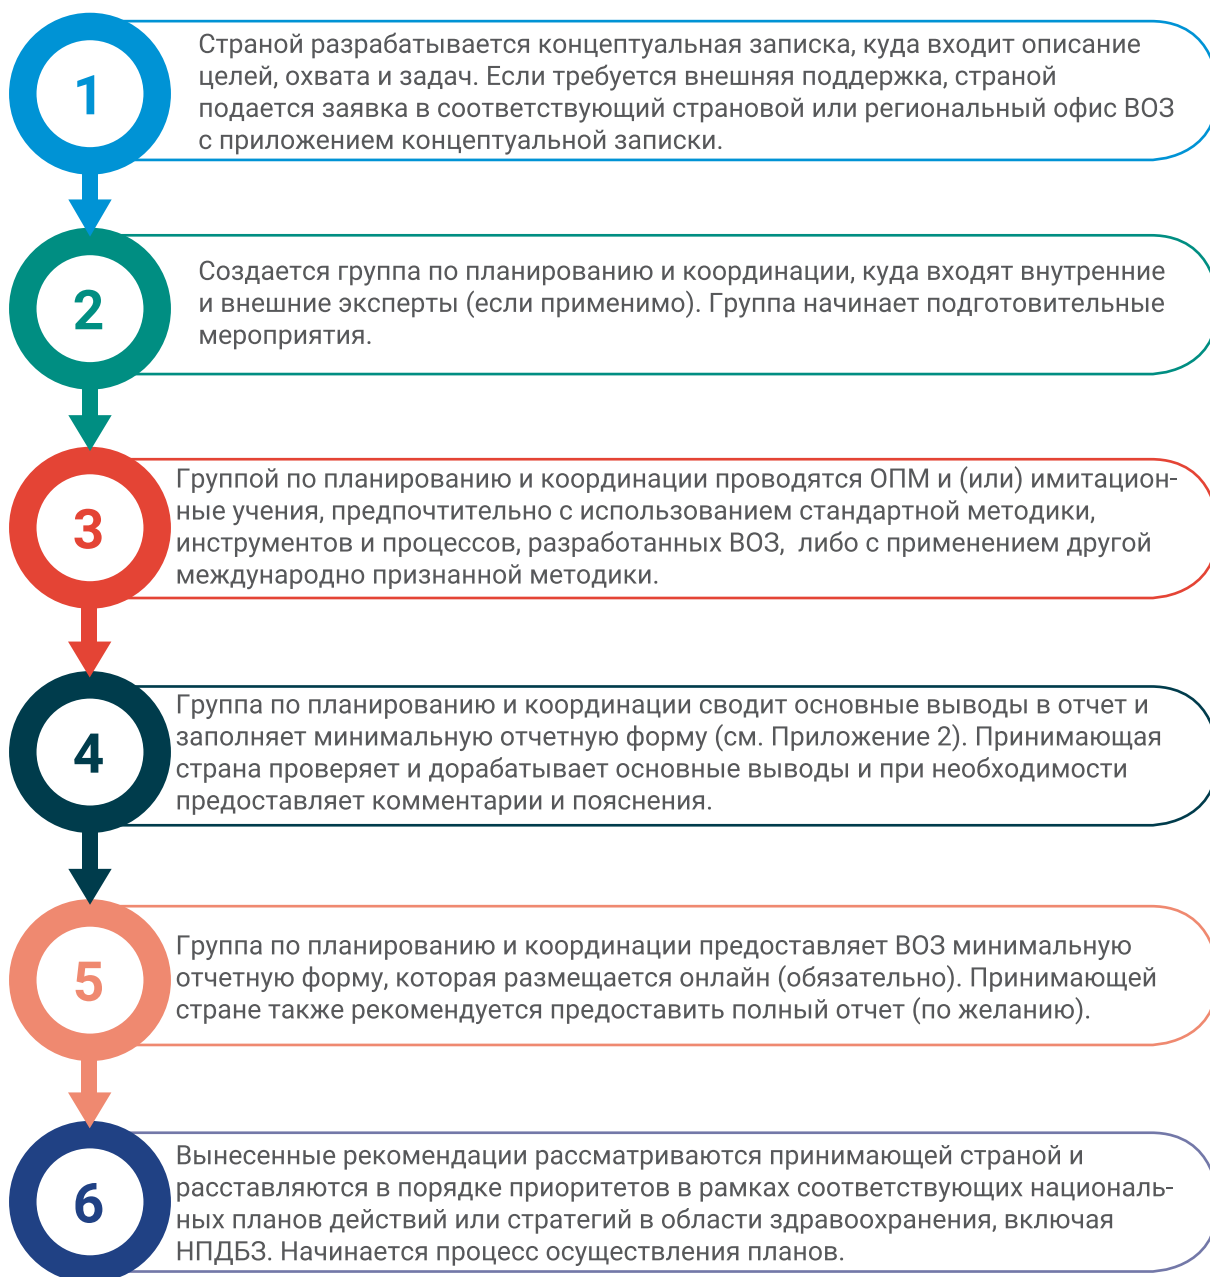 1
Страной разрабатывается концептуальная записка, куда входит описание
целей, охвата и задач. Если требуется внешняя поддержка, страной
подается заявка в соответствующий страновой или региональный офис ВОЗ
с приложением концептуальной записки.
2
Создается группа по планированию и координации, куда входят внутренние
и внешние эксперты (если применимо). Группа начинает подготовительные
мероприятия.
3
Группой по планированию и координации проводятся ОПМ и (или) имитацион-
ные учения, предпочтительно с использованием стандартной методики,
инструментов и процессов, разработанных ВОЗ, либо с применением другой
международно признанной методики.
4
Группа по планированию и координации сводит основные выводы в отчет и
заполняет минимальную отчетную форму (см. Приложение 2). Принимающая
страна проверяет и дорабатывает основные выводы и при необходимости
предоставляет комментарии и пояснения.
5
Группа по планированию и координации предоставляет ВОЗ минимальную
отчетную форму, которая размещается онлайн (обязательно). Принимающей
стране также рекомендуется предоставить полный отчет (по желанию).
6
Вынесенные рекомендации рассматриваются принимающей страной и
расставляются в порядке приоритетов в рамках соответствующих националь-
ных планов действий или стратегий в области здравоохранения, включая
НПДБЗ. Начинается процесс осуществления планов.